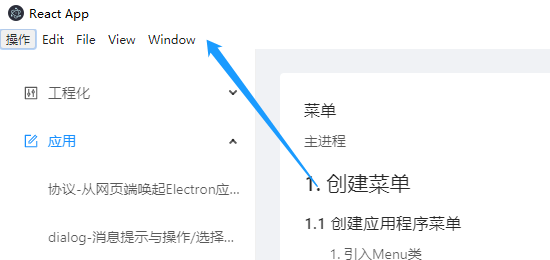 React App
操作 Edit File View Window
工程化
应用
协议-从网页端唤起Electron应...
dialog-消息提示与操作/选择...
菜单
主进程
1. 创建菜单
1.1 创建应用程序菜单
1. 引入Menu类